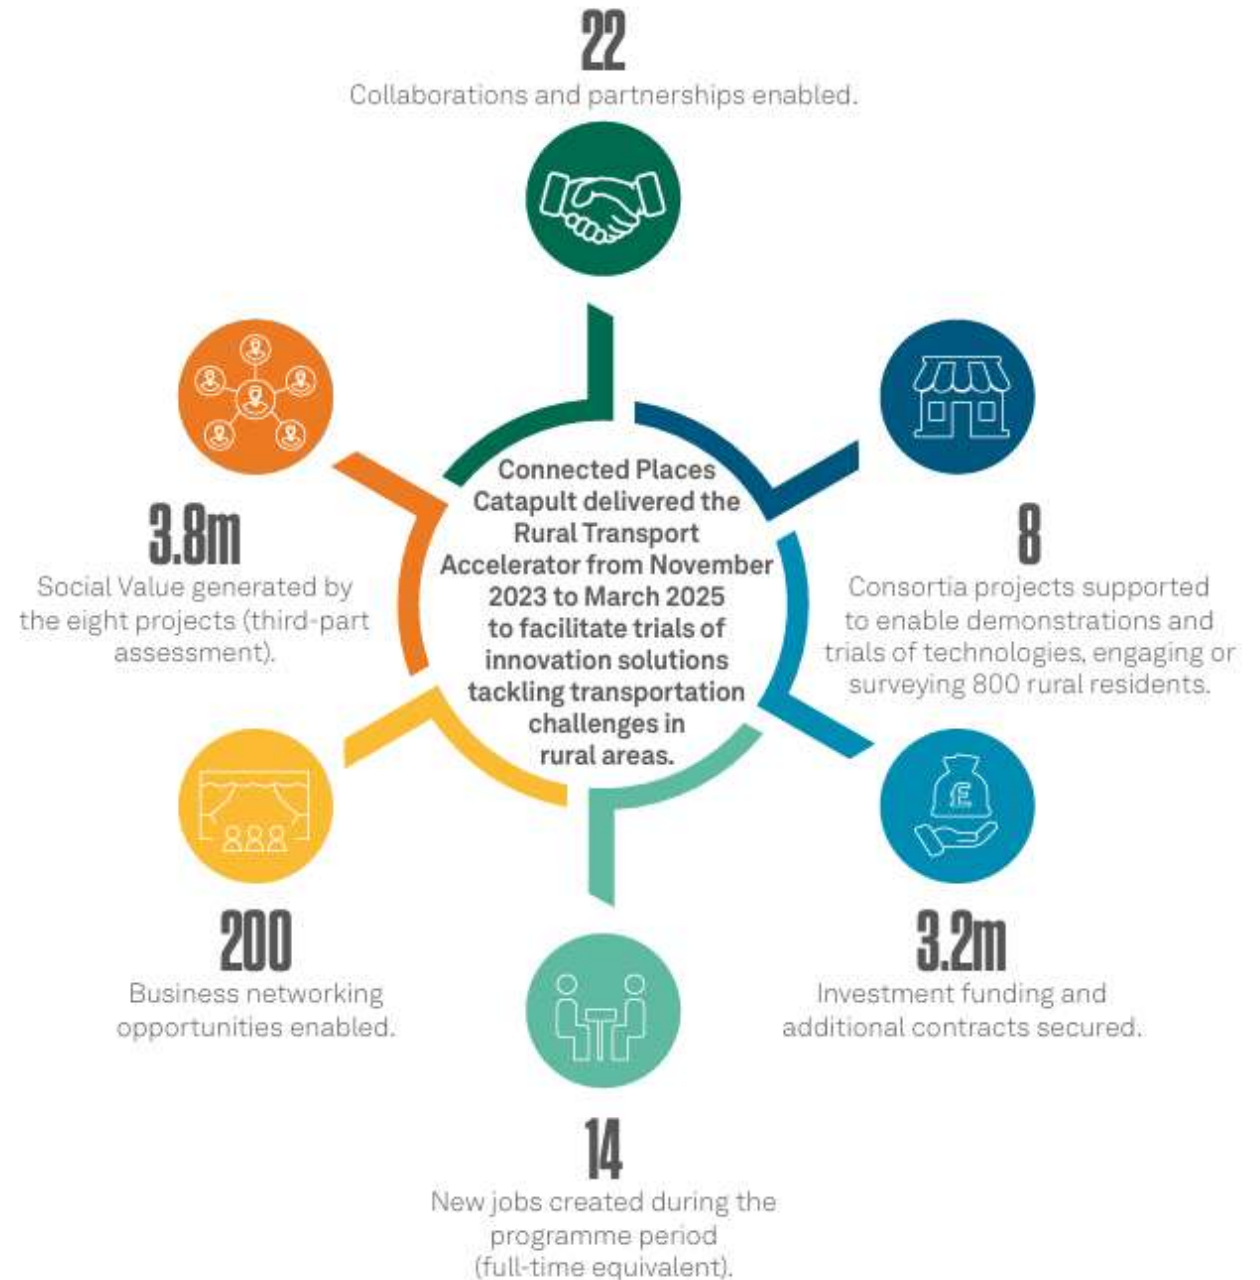 22
Collaborations and partnerships enabled.
3.8m
Social Value generated by
the eight projects (third-part
assessment).
Connected Places
Catapult delivered the
Rural Transport
Accelerator from November
2023 to March 2025
to facilitate trials of
innovation solutions
tackling transportation
challenges in
rural areas.
8
Consortia projects supported
to enable demonstrations and
trials of technologies, engaging or
surveying 800 rural residents.
£
200
Business networking
opportunities enabled.
3.2m
Investment funding and
additional contracts secured.
14
New jobs created during the
programme period
(full-time equivalent).